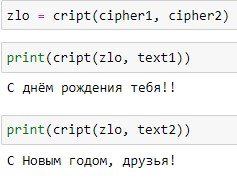 zlo = cript(cipher1, cipher2)
print(cript(zlo, text1))
С днём рождения тебя!!
print(cript(zlo, text2))
С Новым годом, друзья!